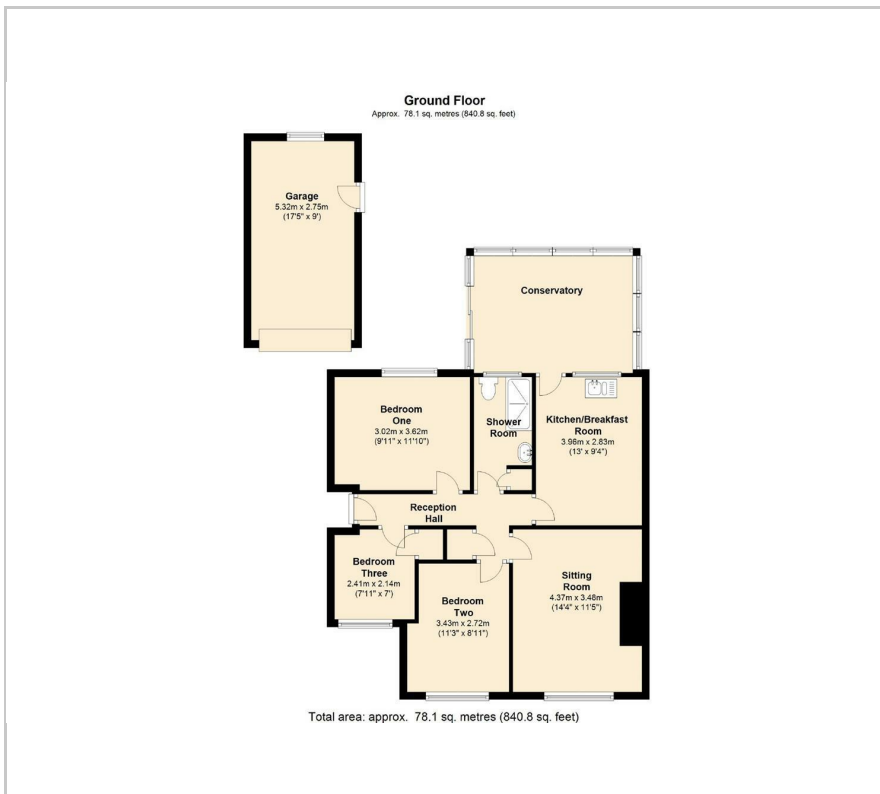 Ground Floor
Approx. 78.1 sq. metres (840.8 sq. feet)
Garage
5.32m x 2.75m
(17'5" x 9')
Conservatory
Bedroom
One
3.02m x 3.62m
(9'11" x 11'10")
Shower
Room
Kitchen/Breakfast
Room
3.96m x 2.83m
(13' x 9'4")
Reception
Hall
Bedroom
Three
2.41m x 2.14m
(7'11" x 7')
Bedroom
Two
3.43m x 2.72m
(11'3" x 8'11")
Sitting
Room
4.37m x 3.48m
(14'4" x 11'5")
Total area: approx. 78.1 sq. metres (840.8 sq. feet)